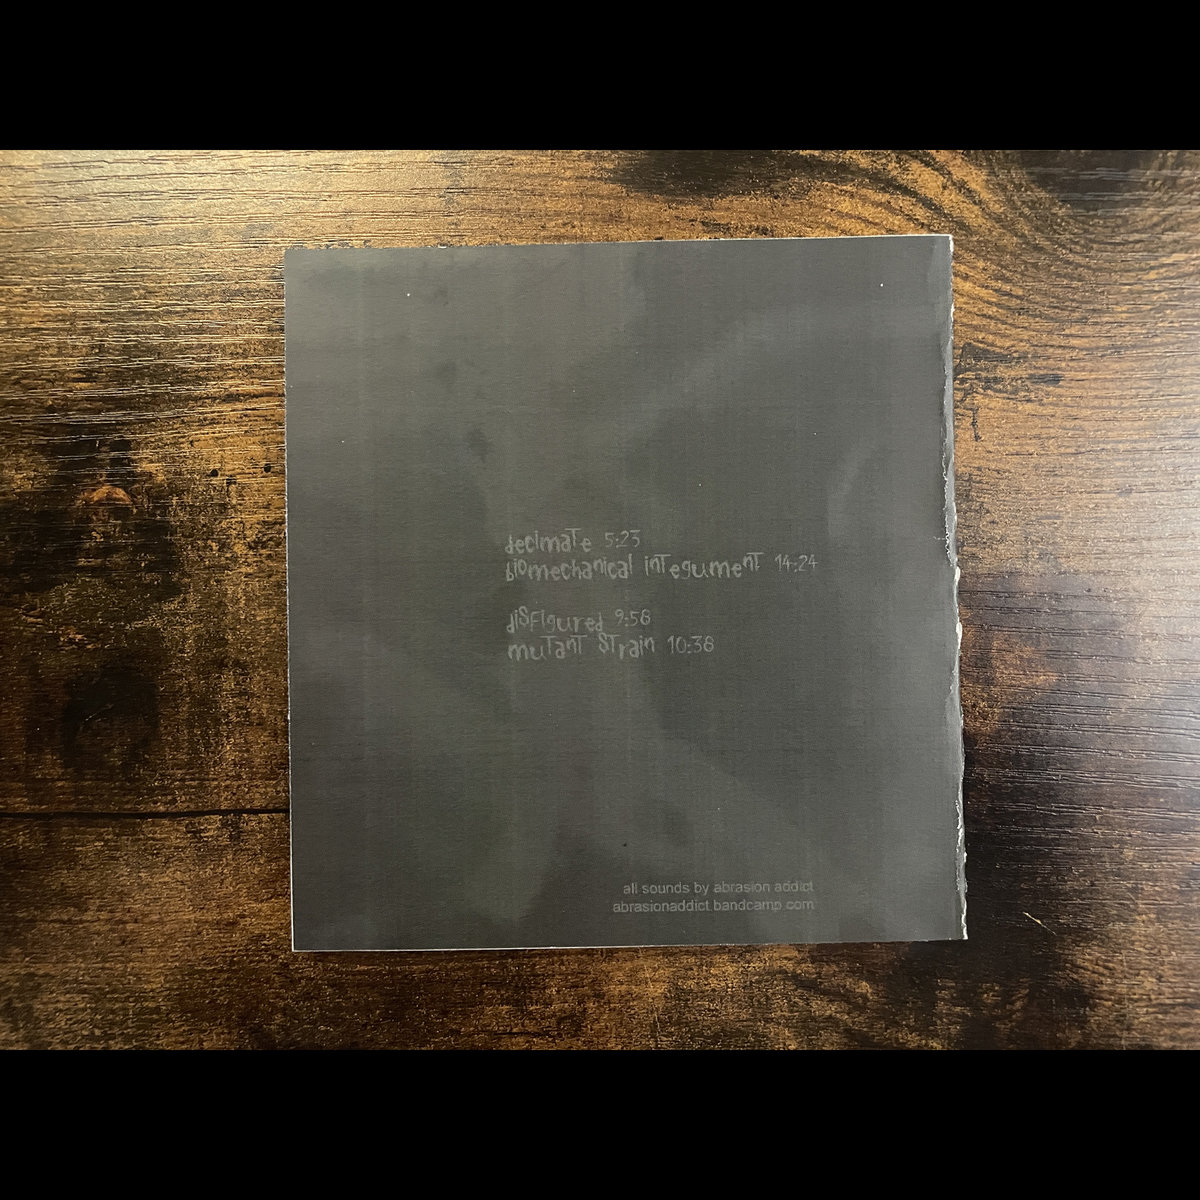 decimate 5:23
biomechanical integument 14:24
disfigured 9:58
mutant strain 10:38
all sounds by abrasion addict
abrasionaddict.bandcamp.com